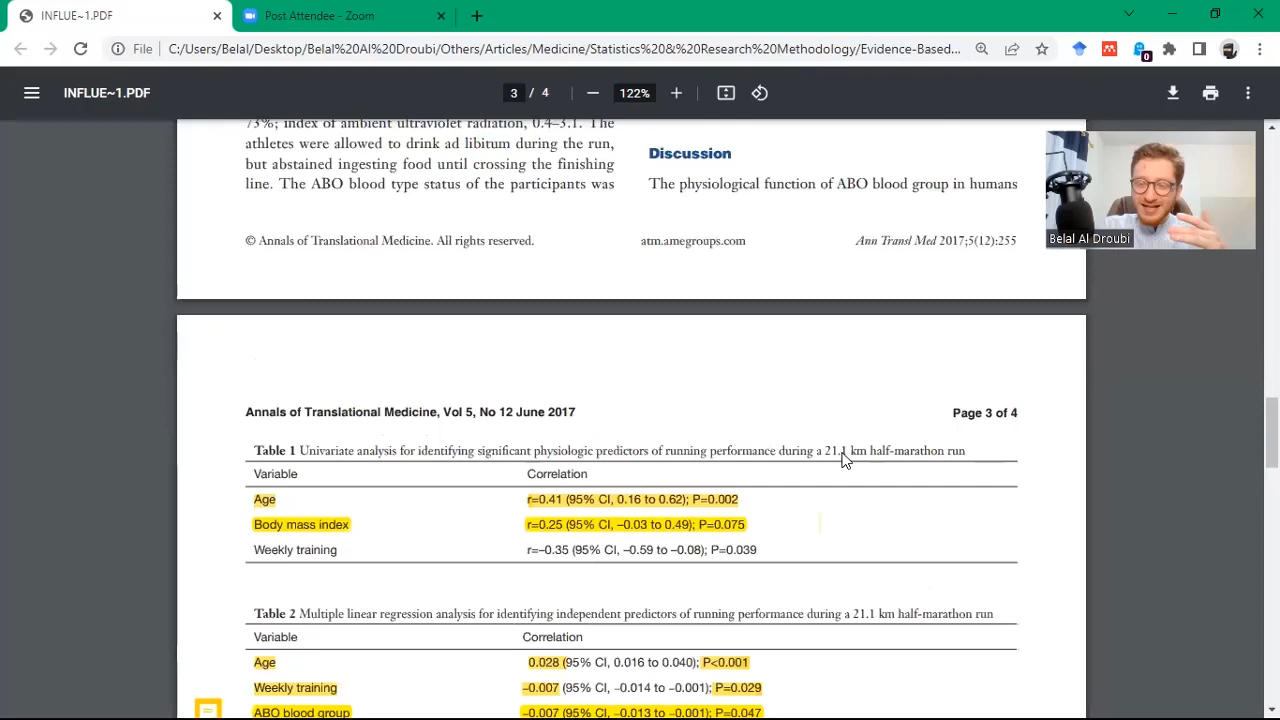 INFLUE~1.PDF
Post Attendee - Zoom
File
C:/Users/Belal/Desktop/Belal%20Al%20Droubi/Others/Articles/Medicine/Statistics%20&%20Research%20Methodology/Evidence-Based...
0
INFLUE~1.PDF
3 / 4
122%
73%; index of ambient ultraviolet radiation, 0.4–3.1. The
athletes were allowed to drink ad libitum during the run,
but abstained ingesting food until crossing the finishing
line. The ABO blood type status of the participants was
Discussion
The physiological function of ABO blood group in humans
© Annals of Translational Medicine. All rights reserved.
atm.amegroups.com
Ann Transl Med 2017;5(12):255
Belal Al Droubi
Annals of Translational Medicine, Vol 5, No 12 June 2017
Page 3 of 4
Table 1 Univariate analysis for identifying significant physiologic predictors of running performance during a 21.1 km half-marathon run
Variable Correlation
Age r=0.41 (95% CI, 0.16 to 0.62); P=0.002
Body mass index r=0.25 (95% CI, –0.03 to 0.49); P=0.075
Weekly training r=–0.35 (95% CI, –0.59 to –0.08); P=0.039
Table 2 Multiple linear regression analysis for identifying independent predictors of running performance during a 21.1 km half-marathon run
Variable Correlation
Age 0.028 (95% CI, 0.016 to 0.040); P<0.001
Weekly training –0.007 (95% CI, –0.014 to –0.001); P=0.029
ABO blood group –0.007 (95% CI, –0.013 to –0.001); P=0.047